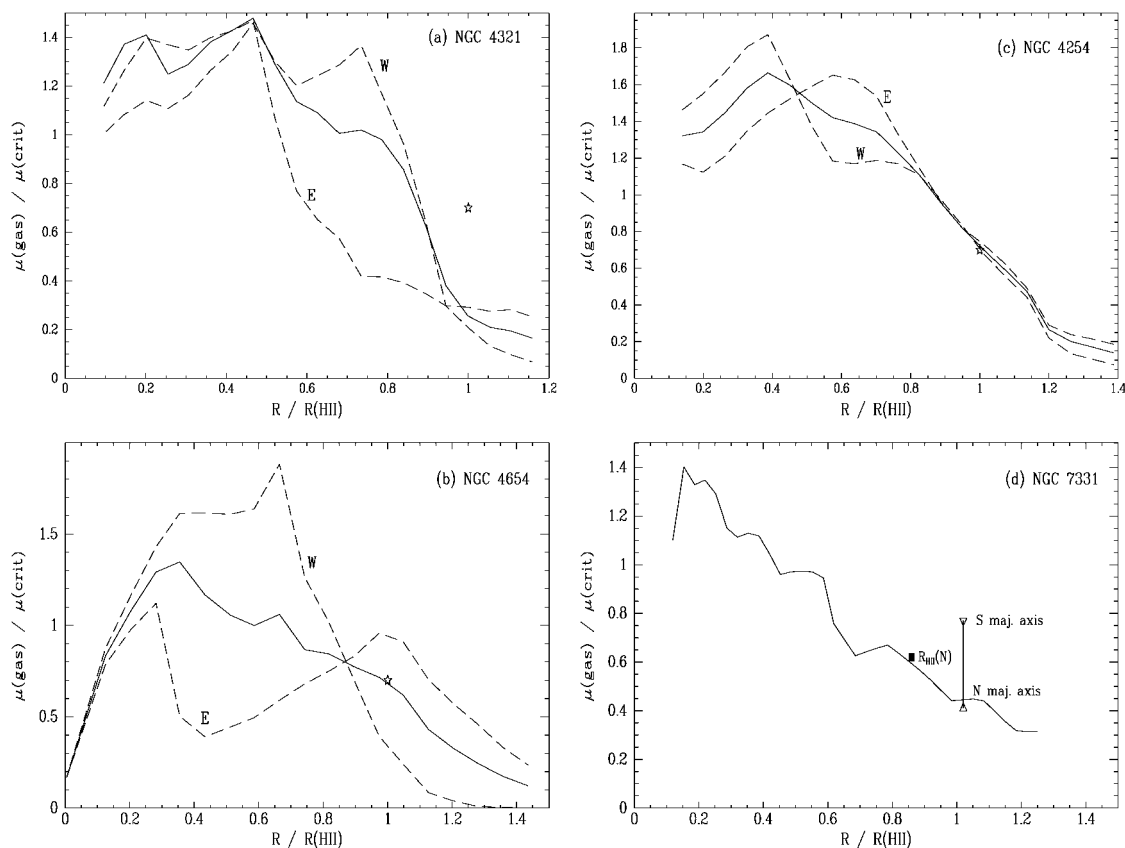 (a) NGC 4321
W
E
1.4
1.2
1
0.8
0.6
0.4
0.2
0
μ(gas) / μ(crit)
0
0.2
0.4
0.6
0.8
1
1.2
R / R(HII)
(c) NGC 4254
E
W
1.8
1.6
1.4
1.2
1
0.8
0.6
0.4
0.2
0
μ(gas) / μ(crit)
0
0.2
0.4
0.6
0.8
1
1.2
1.4
R / R(HII)
(b) NGC 4654
W
E
1.5
1
0.5
0
μ(gas) / μ(crit)
0
0.2
0.4
0.6
0.8
1
1.2
1.4
R / R(HII)
(d) NGC 7331
S maj. axis
R_HII(N)
N maj. axis
1.4
1.2
1
0.8
0.6
0.4
0.2
0
μ(gas) / μ(crit)
0
0.2
0.4
0.6
0.8
1
1.2
1.4
R / R(HII)